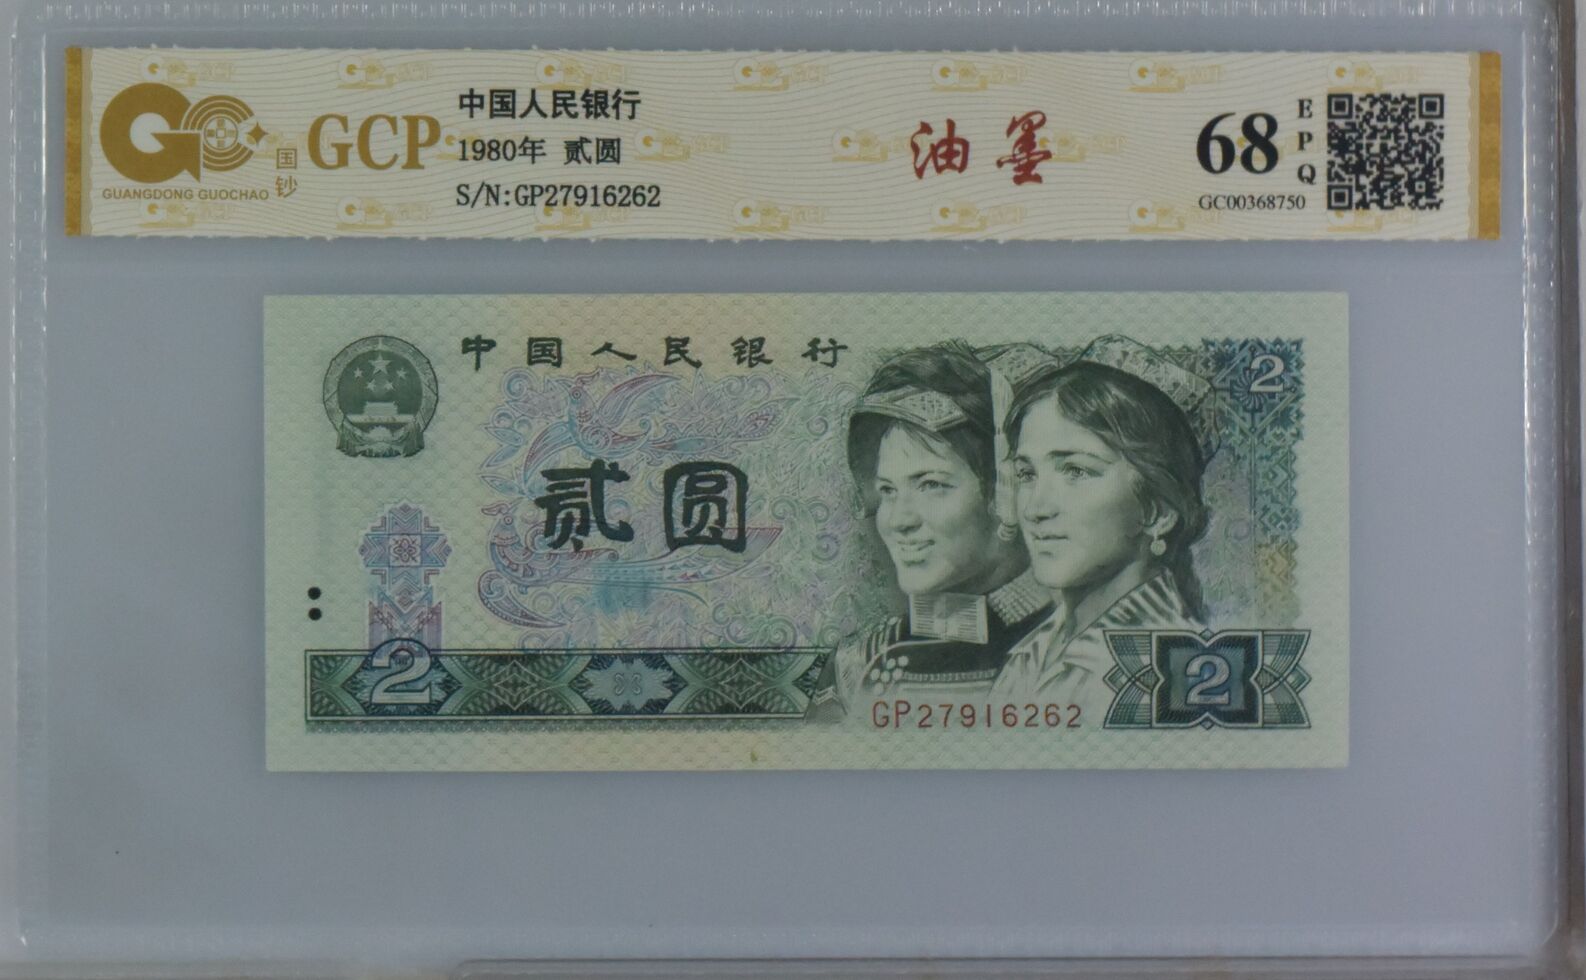 GCP
GUANGDONG GUOCHAO
国钞
中国人民银行
1980年 贰圆
S/N:GP27916262
油墨
68
EPQ
GC00368750
中国人民银行
2
贰圆
2
GP27916262
2